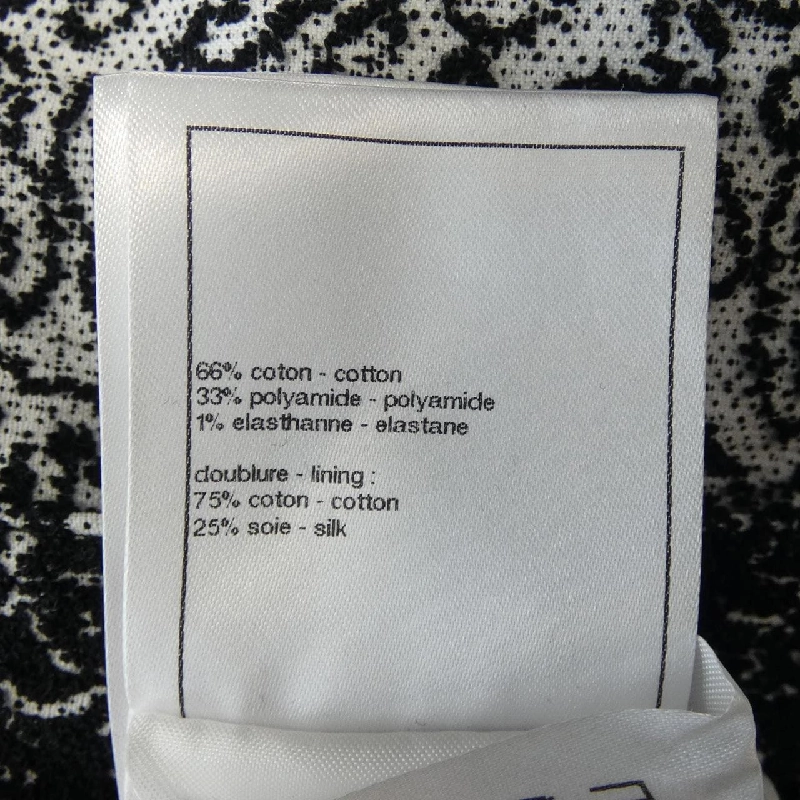 66% coton - cotton
33% polyamide - polyamide
1% elasthanne - elastane
doublure - lining :
75% coton - cotton
25% soie - silk